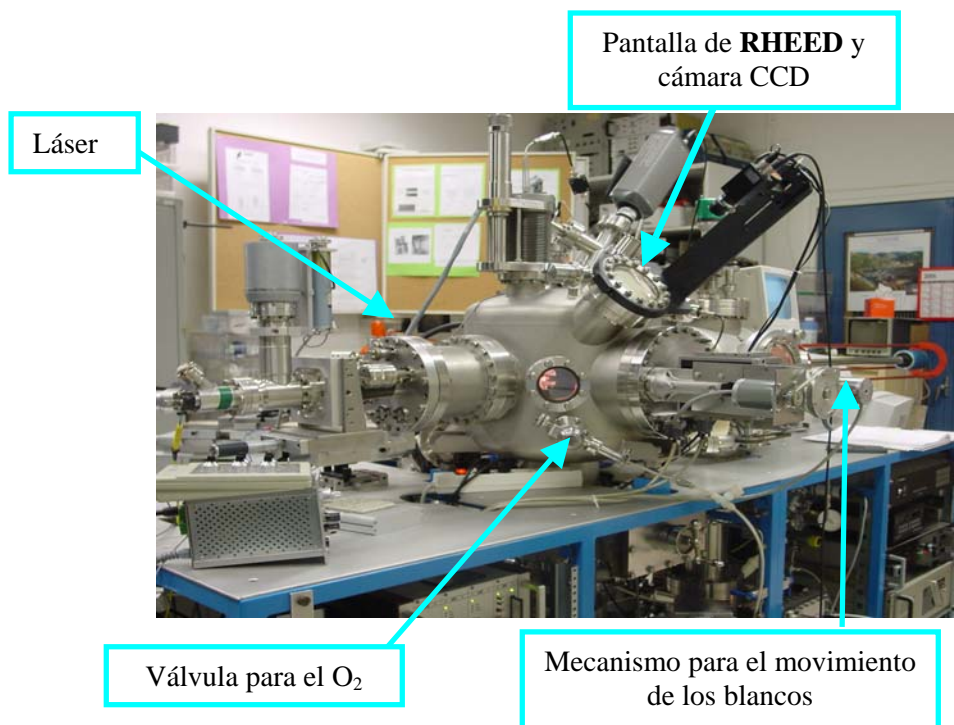 Pantalla de RHEED y
cámara CCD
Láser
Válvula para el O₂
Mecanismo para el movimiento
de los blancos